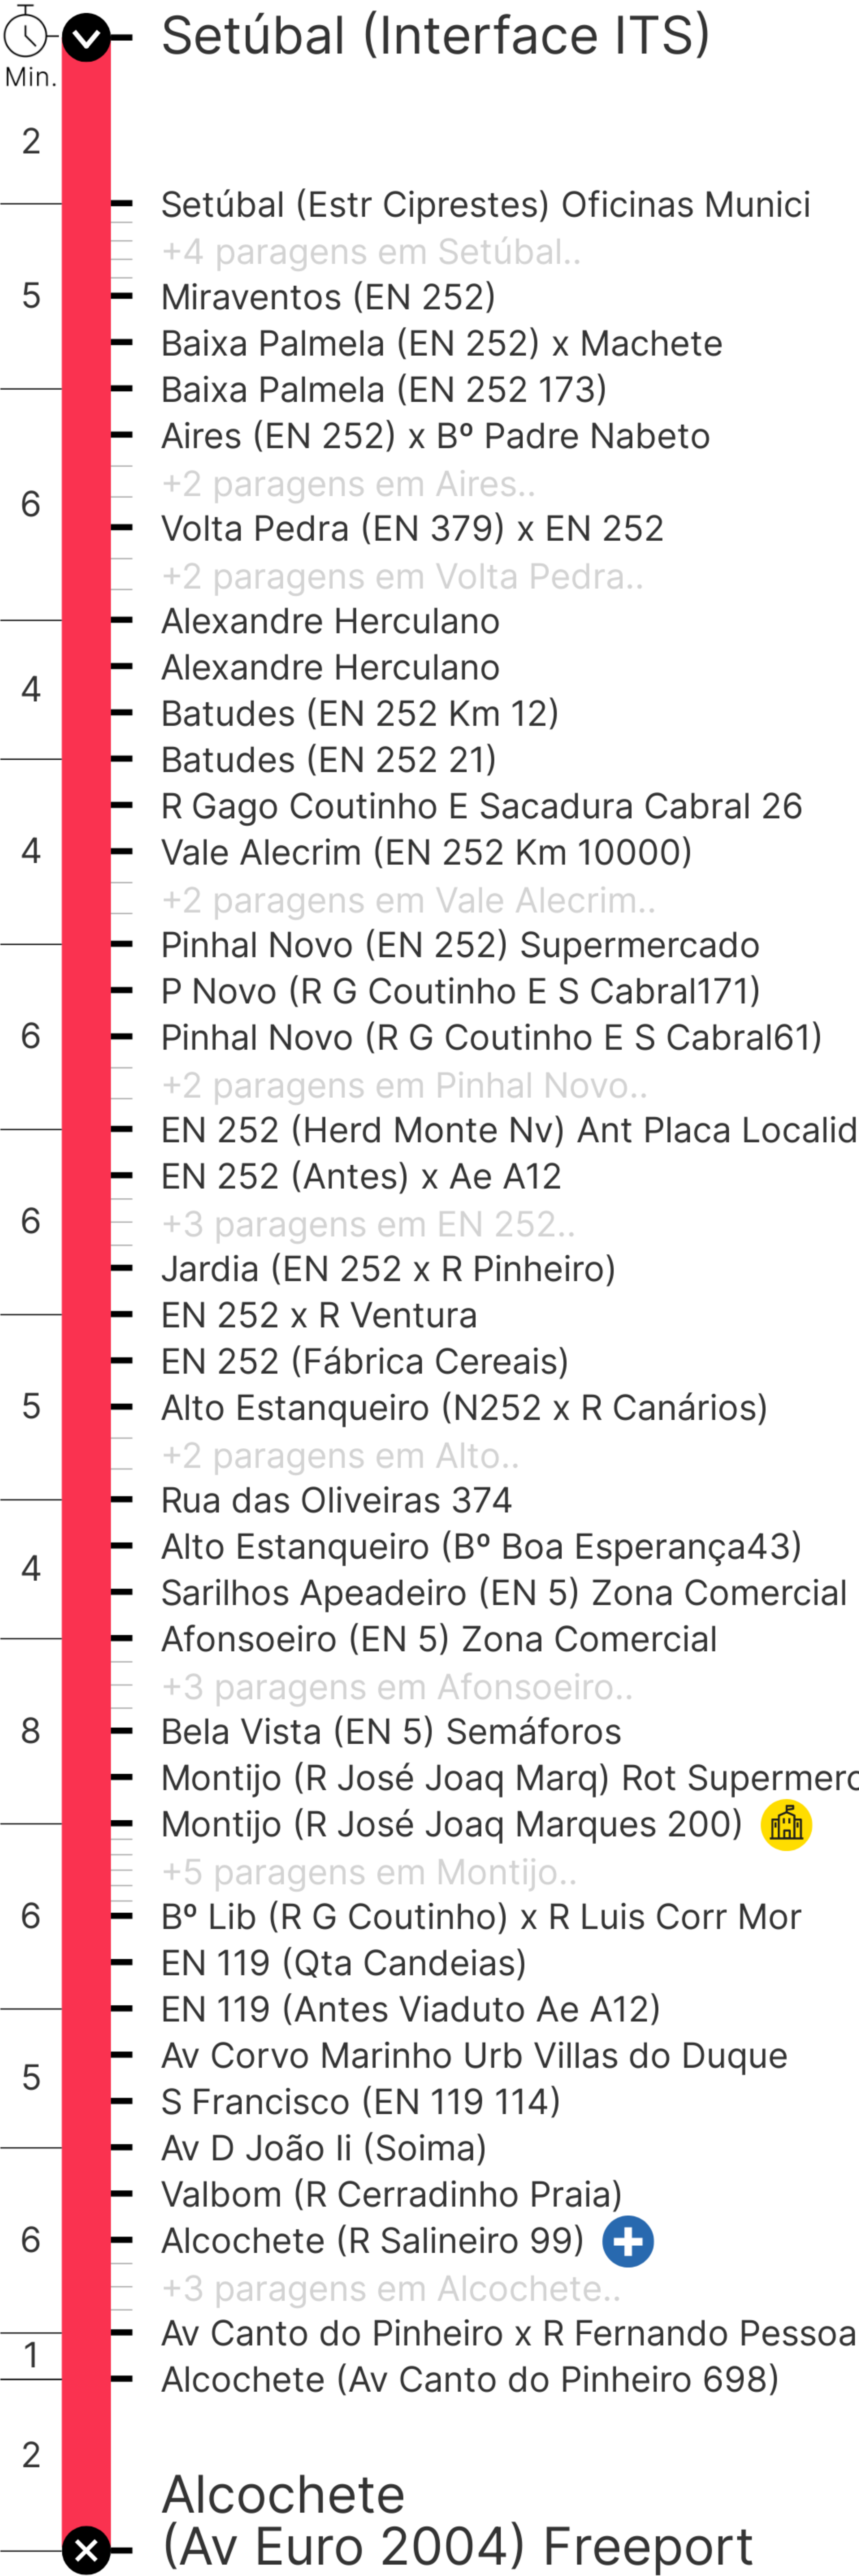 Setúbal (Interface ITS)
Min.
2
Setúbal (Estr Ciprestes) Oficinas Munici
+4 paragens em Setúbal..
5
Miraventos (EN 252)
Baixa Palmela (EN 252) x Machete
Baixa Palmela (EN 252 173)
Aires (EN 252) x Bº Padre Nabeto
+2 paragens em Aires..
6
Volta Pedra (EN 379) x EN 252
+2 paragens em Volta Pedra..
Alexandre Herculano
Alexandre Herculano
4
Batudes (EN 252 Km 12)
Batudes (EN 252 21)
R Gago Coutinho E Sacadura Cabral 26
4
Vale Alecrim (EN 252 Km 10000)
+2 paragens em Vale Alecrim..
Pinhal Novo (EN 252) Supermercado
P Novo (R G Coutinho E S Cabral171)
6
Pinhal Novo (R G Coutinho E S Cabral61)
+2 paragens em Pinhal Novo..
EN 252 (Herd Monte Nv) Ant Placa Localid
EN 252 (Antes) x Ae A12
6
+3 paragens em EN 252..
Jardia (EN 252 x R Pinheiro)
EN 252 x R Ventura
EN 252 (Fábrica Cereais)
5
Alto Estanqueiro (N252 x R Canários)
+2 paragens em Alto..
Rua das Oliveiras 374
Alto Estanqueiro (Bº Boa Esperança43)
4
Sarilhos Apeadeiro (EN 5) Zona Comercial
Afonsoeiro (EN 5) Zona Comercial
+3 paragens em Afonsoeiro..
8
Bela Vista (EN 5) Semáforos
Montijo (R José Joaq Marq) Rot Supermerc
Montijo (R José Joaq Marques 200)
+5 paragens em Montijo..
6
Bº Lib (R G Coutinho) x R Luis Corr Mor
EN 119 (Qta Candeias)
EN 119 (Antes Viaduto Ae A12)
Av Corvo Marinho Urb Villas do Duque
5
S Francisco (EN 119 114)
Av D João Ii (Soima)
Valbom (R Cerradinho Praia)
6
Alcochete (R Salineiro 99)
+3 paragens em Alcochete..
Av Canto do Pinheiro x R Fernando Pessoa
1
Alcochete (Av Canto do Pinheiro 698)
2
Alcochete
(Av Euro 2004) Freeport